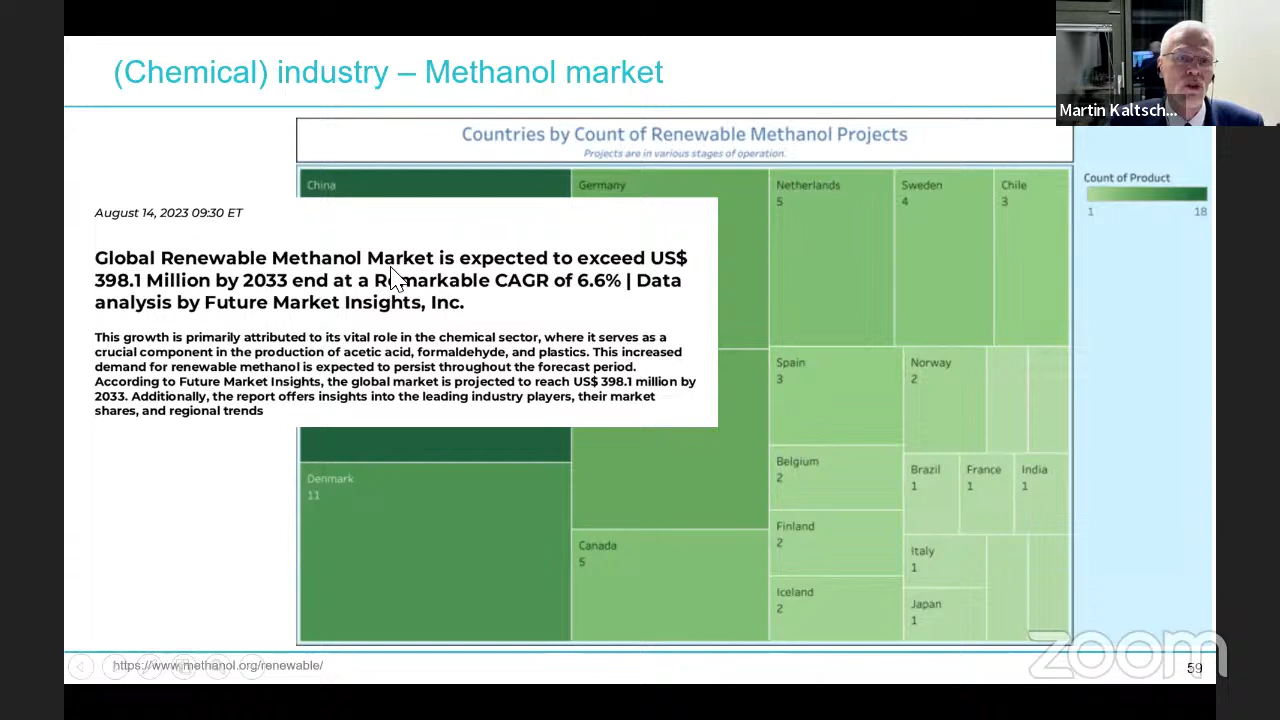 (Chemical) industry – Methanol market
Martin Kaltsch...
Countries by Count of Renewable Methanol Projects
Projects are in various stages of operation.
China
Germany
Netherlands
5
Sweden
4
Chile
3
Count of Product
1
18
August 14, 2023 09:30 ET
Global Renewable Methanol Market is expected to exceed US$
398.1 Million by 2033 end at a Remarkable CAGR of 6.6% | Data
analysis by Future Market Insights, Inc.
This growth is primarily attributed to its vital role in the chemical sector, where it serves as a
crucial component in the production of acetic acid, formaldehyde, and plastics. This increased
demand for renewable methanol is expected to persist throughout the forecast period.
According to Future Market Insights, the global market is projected to reach US$ 398.1 million by
2033. Additionally, the report offers insights into the leading industry players, their market
shares, and regional trends
Spain
3
Norway
2
Denmark
11
Belgium
2
Brazil
1
France
1
India
1
Canada
5
Finland
2
Italy
1
Iceland
2
Japan
1
https://www.methanol.org/renewable/
zoom
59